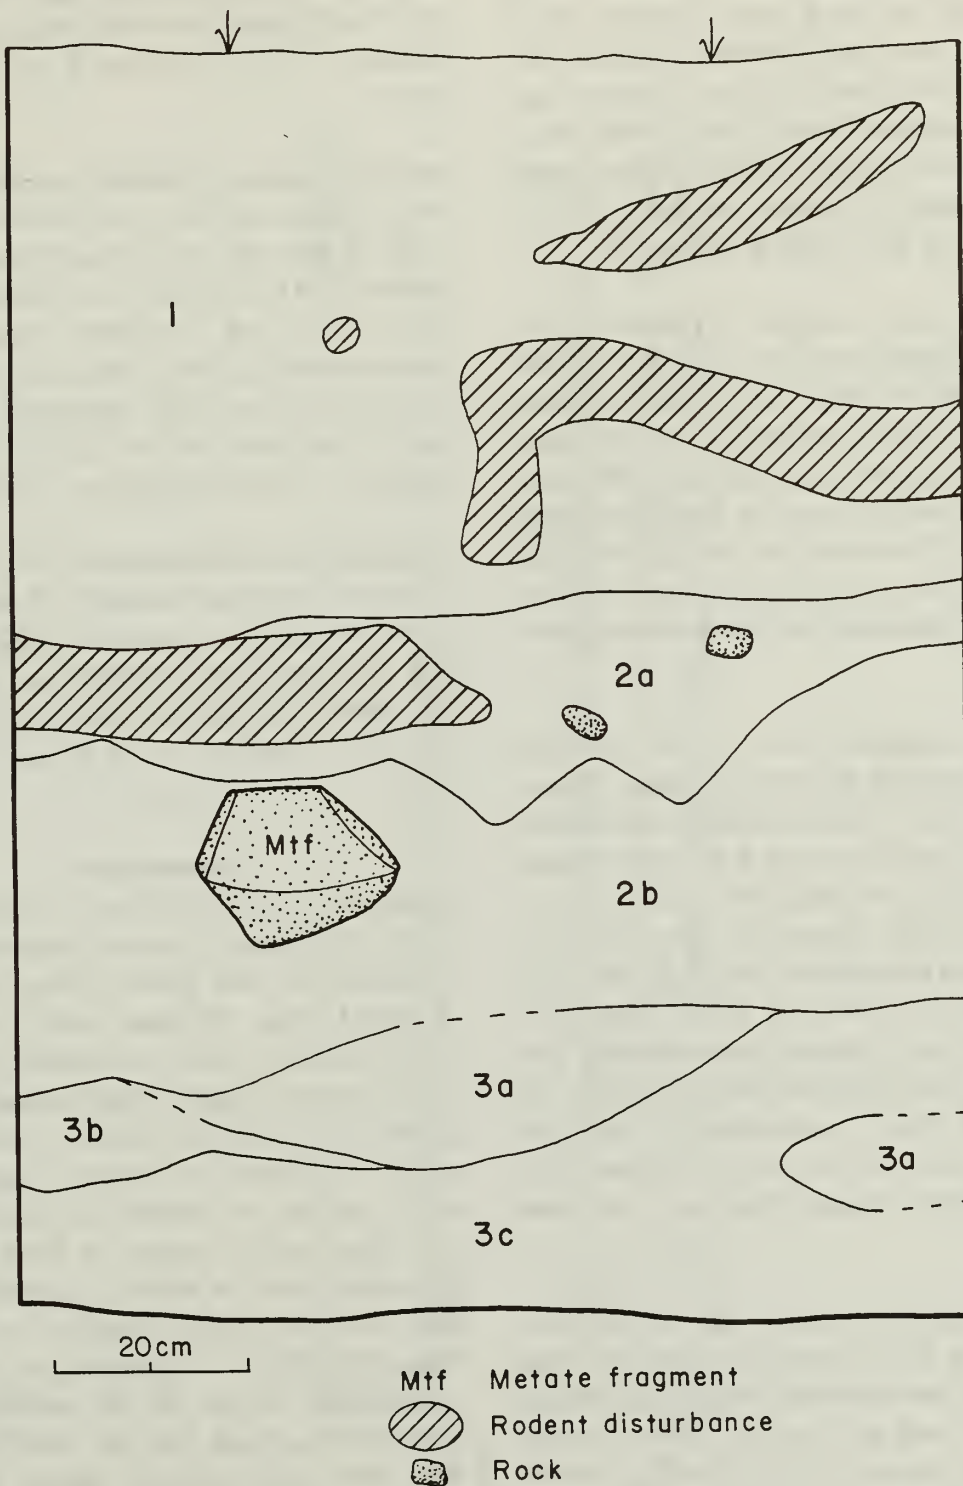 1
2a
Mtf
2b
3a
3b
3a
3c
20cm
Mtf Metate fragment
Rodent disturbance
Rock